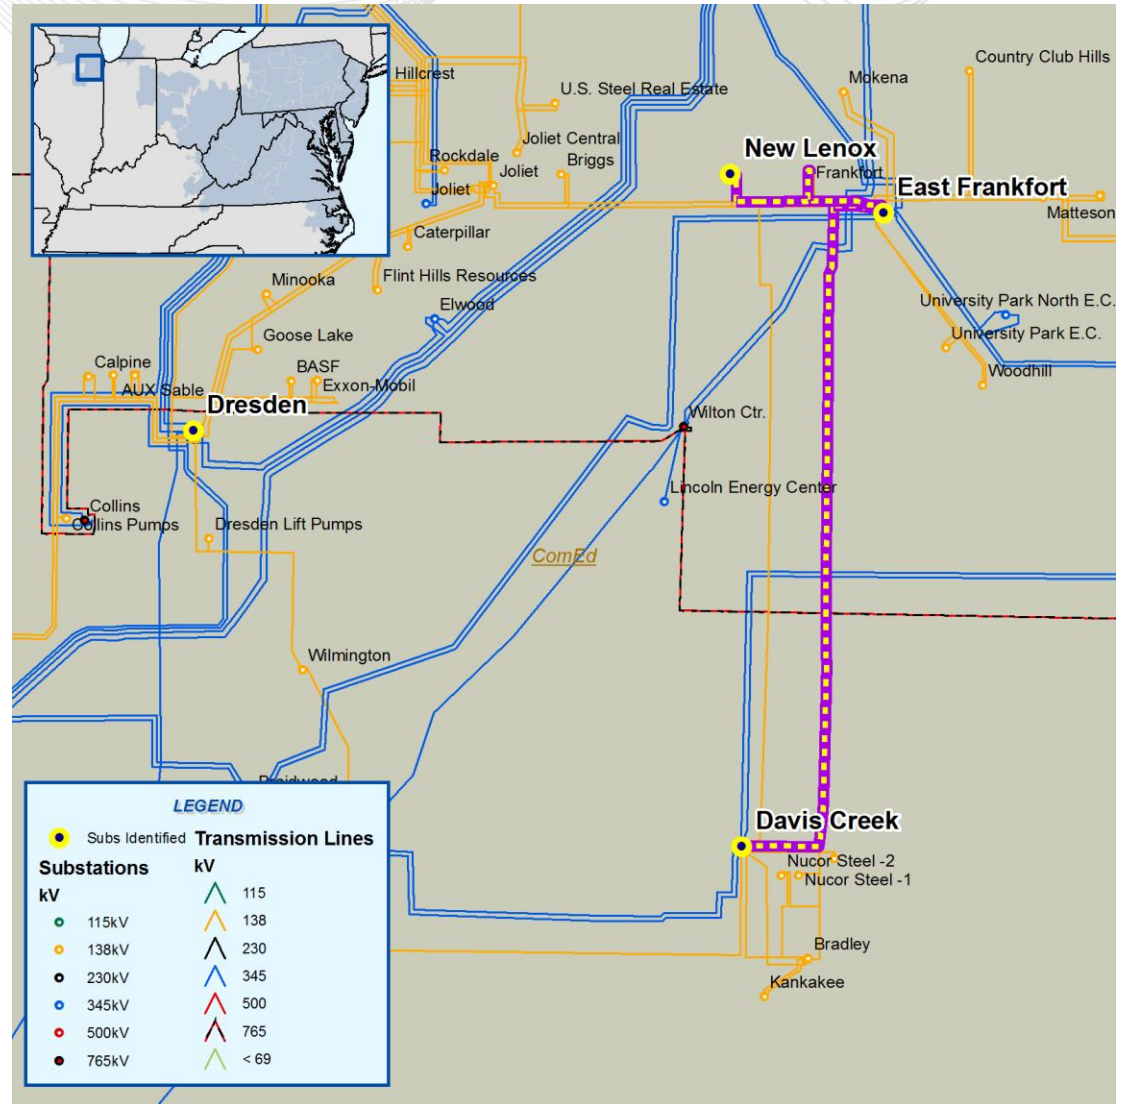 Country Club Hills
Hillcrest
Mokena
U.S. Steel Real Estate
Joliet Central
New Lenox
Rockdale
Briggs
Joliet
Frankfort
East Frankfort
Joliet
Matteson
Caterpillar
Minooka
Flint Hills Resources
University Park North E.C.
Elwood
Goose Lake
University Park E.C.
Calpine
BASF
Woodhill
AUX Sable
Exxon-Mobil
Dresden
Wilton Ctr.
Lincoln Energy Center
Collins
Collins Pumps
Dresden Lift Pumps
ComEd
Wilmington
Braidwood
Davis Creek
Nucor Steel -2
Nucor Steel -1
Bradley
Kankakee
LEGEND
Subs Identified
Transmission Lines
Substations
kV
kV
115kV
115
138kV
138
230kV
230
345kV
345
500kV
500
765kV
765
< 69